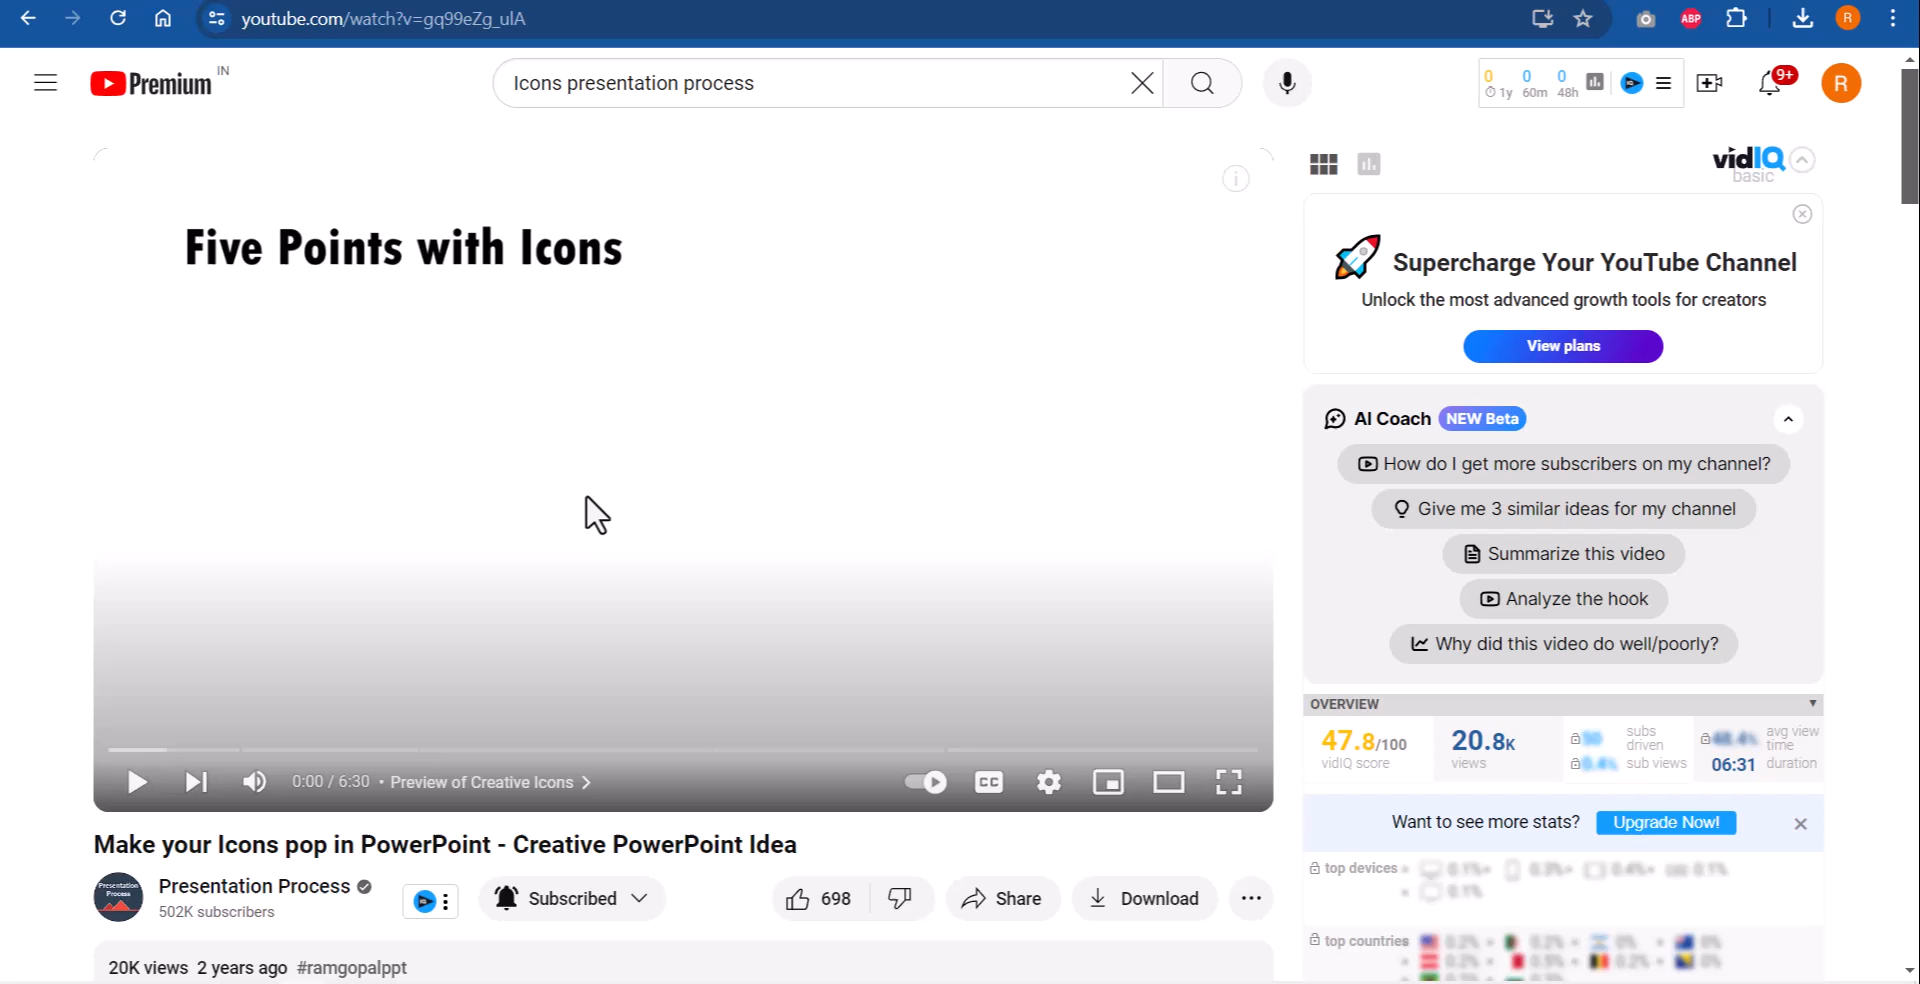 youtube.com/watch?v=gq99eZg_ulA
ABP
R
Premium IN
Icons presentation process
0 0 0
1y 60m 48h
9+
R
Five Points with Icons
vidIQ
basic
Supercharge Your YouTube Channel
Unlock the most advanced growth tools for creators
View plans
AI Coach NEW Beta
How do I get more subscribers on my channel?
Give me 3 similar ideas for my channel
Summarize this video
Analyze the hook
Why did this video do well/poorly?
OVERVIEW
47.8/100
vidIQ score
20.8K
views
subs driven
sub views
avg view time
06:31 duration
0:00 / 6:30 • Preview of Creative Icons
CC
Want to see more stats? Upgrade Now!
Make your Icons pop in PowerPoint - Creative PowerPoint Idea
Presentation Process
Presentation Process
502K subscribers
Subscribed
698
Share
Download
top devices
top countries
20K views 2 years ago #ramgopalppt